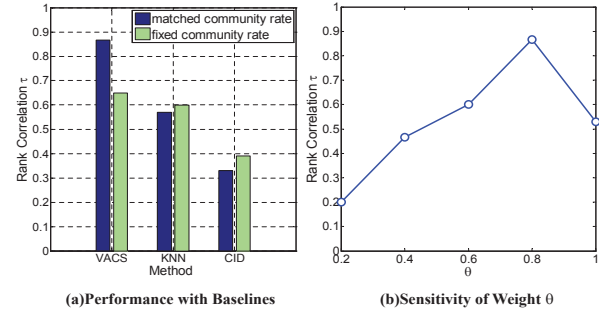 matched community rate
fixed community rate
Rank Correlation τ
1
0.9
0.8
0.7
0.6
0.5
0.4
0.3
0.2
0.1
0
VACS KNN CID
Method
(a)Performance with Baselines
Rank Correlation τ
1
0.9
0.8
0.7
0.6
0.5
0.4
0.3
0.2
0.1
0
0.2 0.4 0.6 0.8 1
θ
(b)Sensitivity of Weight θ